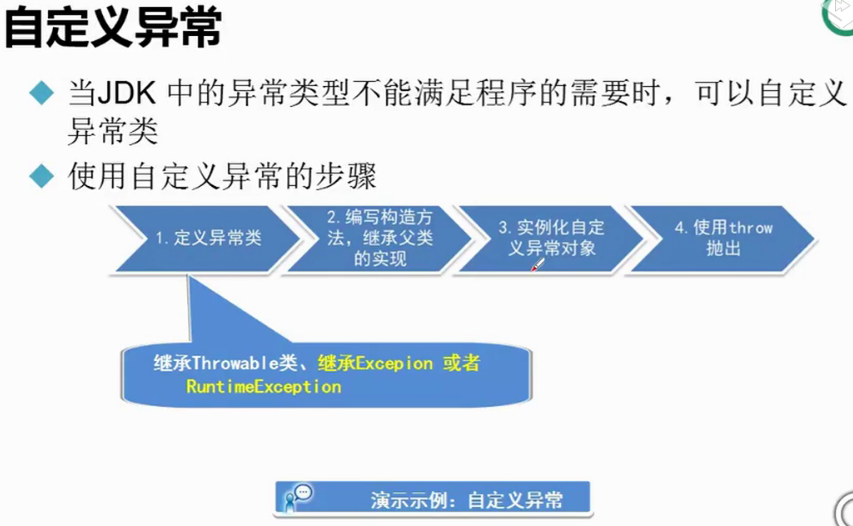 自定义异常
当JDK 中的异常类型不能满足程序的需要时，可以自定义
异常类
使用自定义异常的步骤
1.定义异常类
2.编写构造方
法，继承父类
的实现
3.实例化自定
义异常对象
4.使用throw
抛出
继承Throwable类、继承Excepion 或者
RuntimeException
演示示例：自定义异常